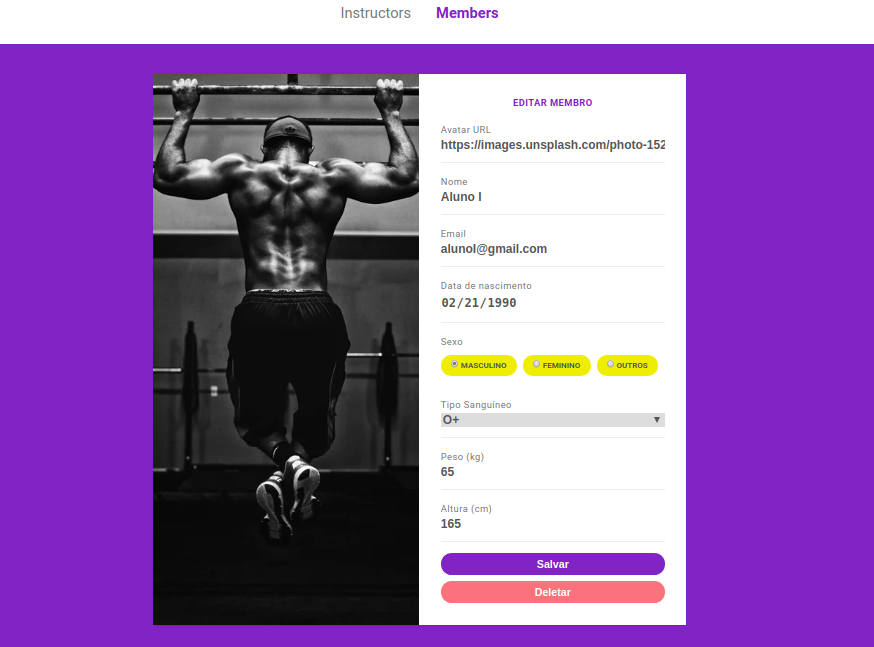 Instructors Members
EDITAR MEMBRO
Avatar URL
https://images.unsplash.com/photo-152
Nome
Aluno I
Email
alunoI@gmail.com
Data de nascimento
02/21/1990
Sexo
MASCULINO FEMININO OUTROS
Tipo Sanguíneo
O+
Peso (kg)
65
Altura (cm)
165
Salvar
Deletar